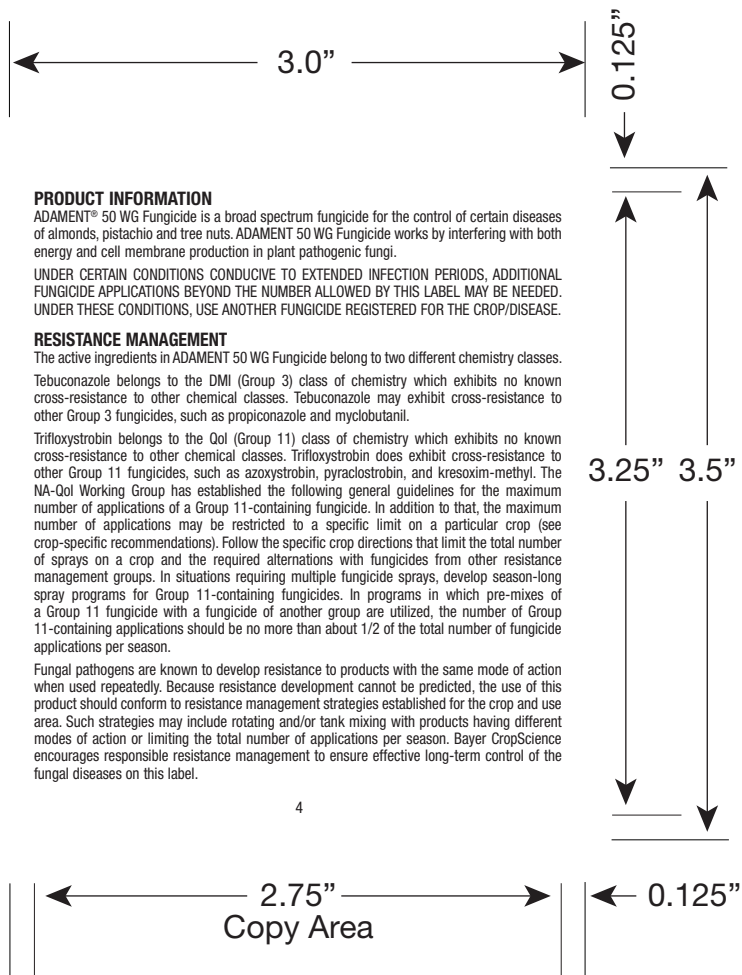 3.0”
0.125”
PRODUCT INFORMATION
ADAMENT® 50 WG Fungicide is a broad spectrum fungicide for the control of certain diseases
of almonds, pistachio and tree nuts. ADAMENT 50 WG Fungicide works by interfering with both
energy and cell membrane production in plant pathogenic fungi.
UNDER CERTAIN CONDITIONS CONDUCIVE TO EXTENDED INFECTION PERIODS, ADDITIONAL
FUNGICIDE APPLICATIONS BEYOND THE NUMBER ALLOWED BY THIS LABEL MAY BE NEEDED.
UNDER THESE CONDITIONS, USE ANOTHER FUNGICIDE REGISTERED FOR THE CROP/DISEASE.
RESISTANCE MANAGEMENT
The active ingredients in ADAMENT 50 WG Fungicide belong to two different chemistry classes.
Tebuconazole belongs to the DMI (Group 3) class of chemistry which exhibits no known
cross-resistance to other chemical classes. Tebuconazole may exhibit cross-resistance to
other Group 3 fungicides, such as propiconazole and myclobutanil.
Trifloxystrobin belongs to the QoI (Group 11) class of chemistry which exhibits no known
cross-resistance to other chemical classes. Trifloxystrobin does exhibit cross-resistance to
other Group 11 fungicides, such as azoxystrobin, pyraclostrobin, and kresoxim-methyl. The
NA-QoI Working Group has established the following general guidelines for the maximum
number of applications of a Group 11-containing fungicide. In addition to that, the maximum
number of applications may be restricted to a specific limit on a particular crop (see
crop-specific recommendations). Follow the specific crop directions that limit the total number
of sprays on a crop and the required alternations with fungicides from other resistance
management groups. In situations requiring multiple fungicide sprays, develop season-long
spray programs for Group 11-containing fungicides. In programs in which pre-mixes of
a Group 11 fungicide with a fungicide of another group are utilized, the number of Group
11-containing applications should be no more than about 1/2 of the total number of fungicide
applications per season.
Fungal pathogens are known to develop resistance to products with the same mode of action
when used repeatedly. Because resistance development cannot be predicted, the use of this
product should conform to resistance management strategies established for the crop and use
area. Such strategies may include rotating and/or tank mixing with products having different
modes of action or limiting the total number of applications per season. Bayer CropScience
encourages responsible resistance management to ensure effective long-term control of the
fungal diseases on this label.
4
3.25” 3.5”
2.75”
Copy Area
0.125”